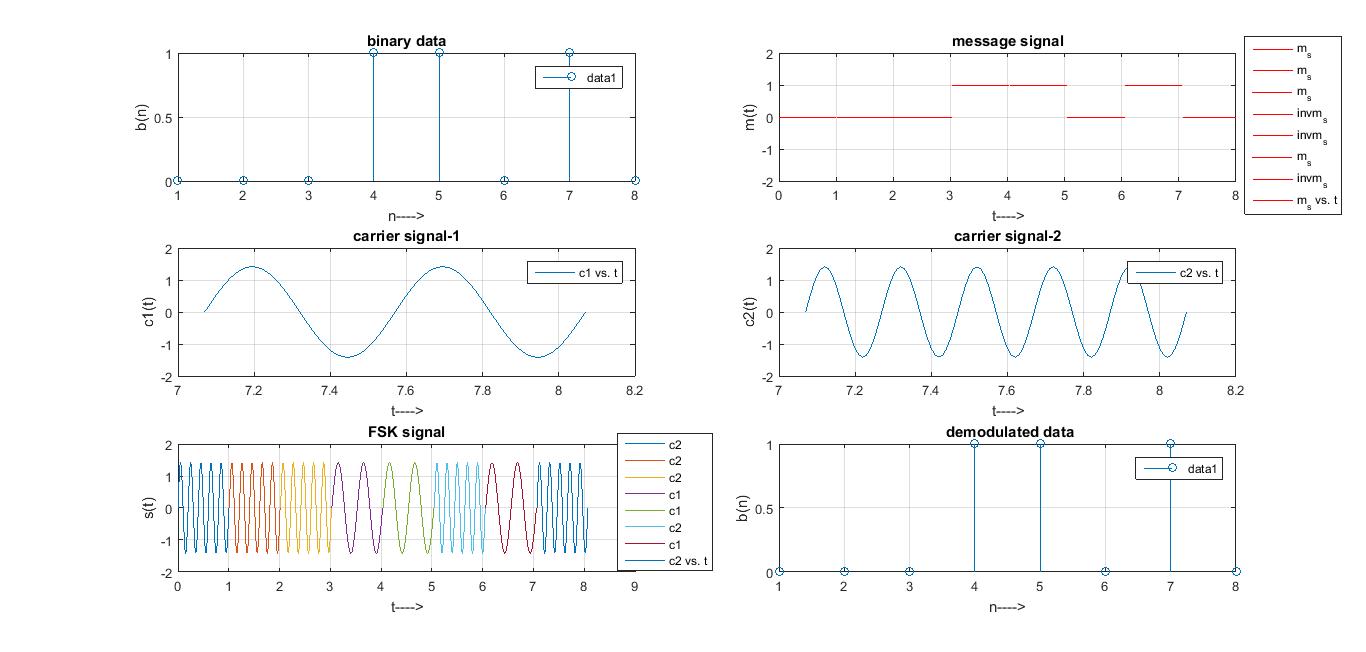 binary data
b(n)
1
0.5
0
data1
1 2 3 4 5 6 7 8
n---->
message signal
m(t)
2
1
0
-1
-2
0 1 2 3 4 5 6 7 8
t---->
m_s
m_s
m_s
invm_s
invm_s
m_s
invm_s
m_s vs. t
carrier signal-1
c1(t)
2
1
0
-1
-2
c1 vs. t
7 7.2 7.4 7.6 7.8 8 8.2
t---->
carrier signal-2
c2(t)
2
1
0
-1
-2
c2 vs. t
7 7.2 7.4 7.6 7.8 8 8.2
t---->
FSK signal
s(t)
2
1
0
-1
-2
0 1 2 3 4 5 6 7 8 9
t---->
c2
c2
c2
c1
c1
c2
c1
c2 vs. t
demodulated data
b(n)
1
0.5
0
data1
1 2 3 4 5 6 7 8
n---->